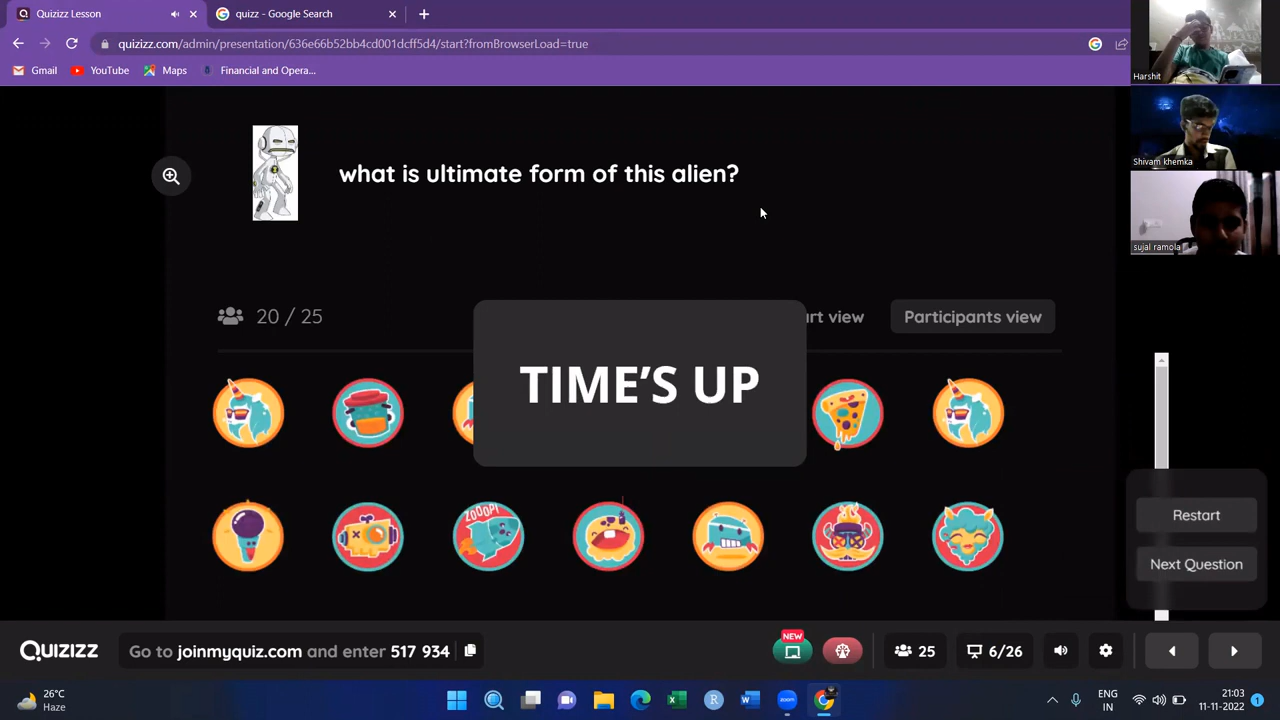 Quizizz Lesson
quizz - Google Search
quizizz.com/admin/presentation/636e66b52bb4cd001dcff5d4/start?fromBrowserLoad=true
Gmail
YouTube
Maps
Financial and Opera...
Harshit
Shivam khemka
sujal ramola
what is ultimate form of this alien?
20 / 25
art view
Participants view
TIME'S UP
ZOOOP!
Restart
Next Question
Quizizz
Go to joinmyquiz.com and enter 517 934
NEW
25
6/26
26°C
Haze
ENG
IN
21:03
11-11-2022
1